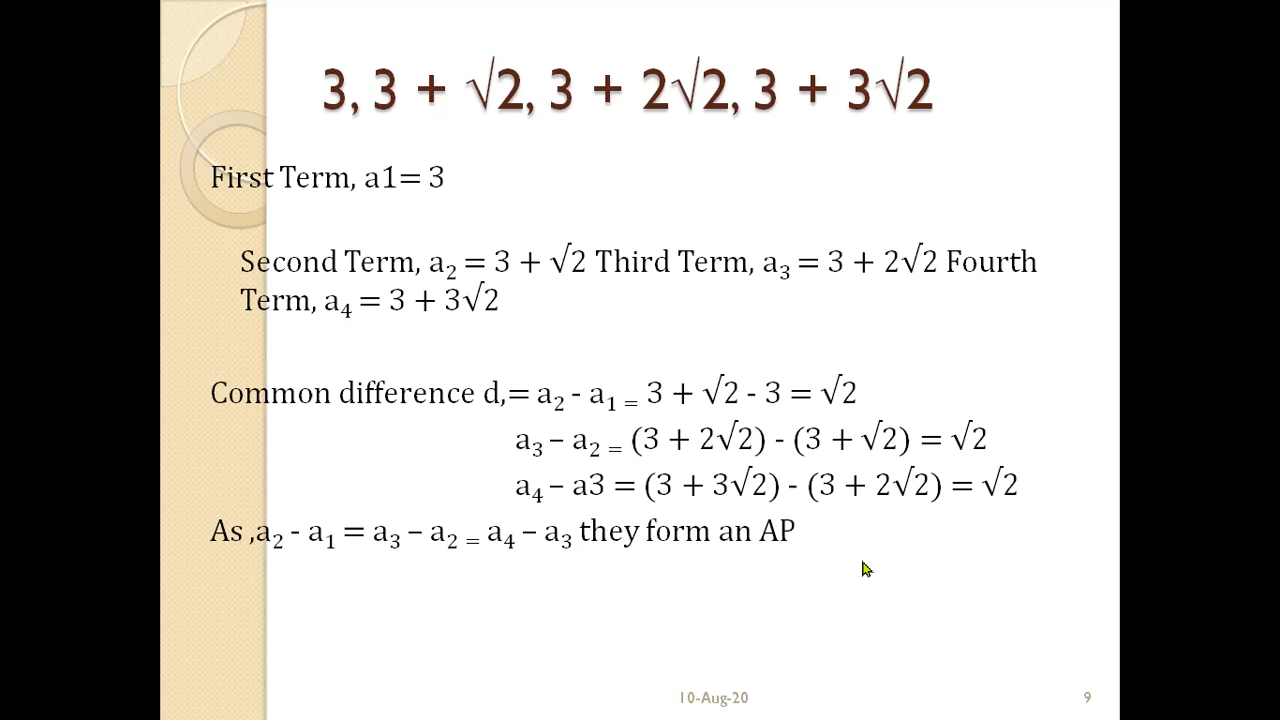 3, 3 + √2, 3 + 2√2, 3 + 3√2
First Term, a1= 3
Second Term, a₂ = 3 + √2 Third Term, a₃ = 3 + 2√2 Fourth
Term, a₄ = 3 + 3√2
Common difference d,= a₂ - a₁ = 3 + √2 - 3 = √2
a₃ – a₂ = (3 + 2√2) - (3 + √2) = √2
a₄ – a3 = (3 + 3√2) - (3 + 2√2) = √2
As ,a₂ - a₁ = a₃ – a₂ = a₄ – a₃ they form an AP
10-Aug-20 9